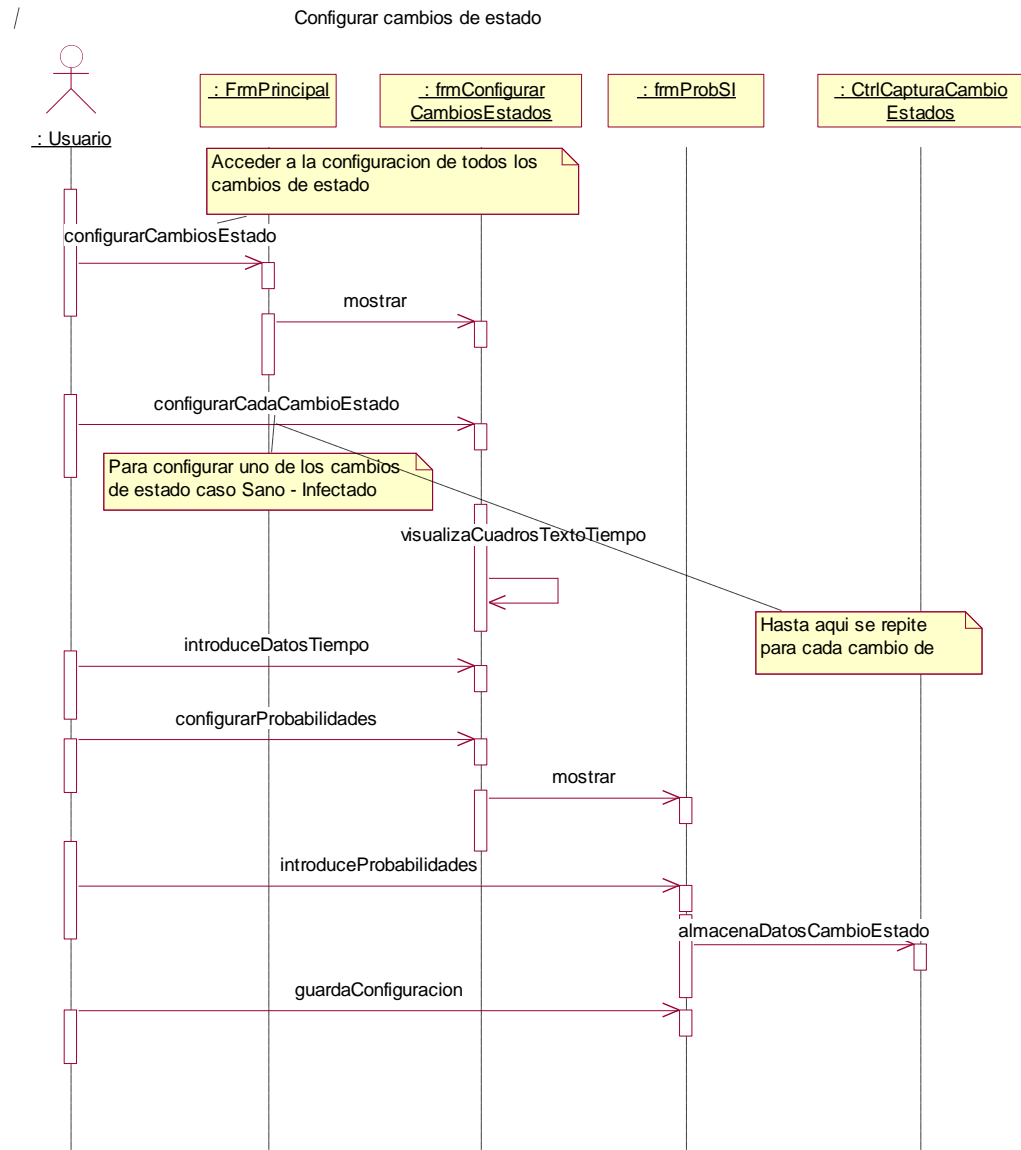 /
Configurar cambios de estado
: Usuario
: FrmPrincipal
: frmConfigurar
CambiosEstados
: frmProbSI
: CtrlCapturaCambio
Estados
Acceder a la configuracion de todos los
cambios de estado
configurarCambiosEstado
mostrar
configurarCadaCambioEstado
Para configurar uno de los cambios
de estado caso Sano - Infectado
visualizaCuadrosTextoTiempo
Hasta aqui se repite
para cada cambio de
introduceDatosTiempo
configurarProbabilidades
mostrar
introduceProbabilidades
almacenaDatosCambioEstado
guardaConfiguracion